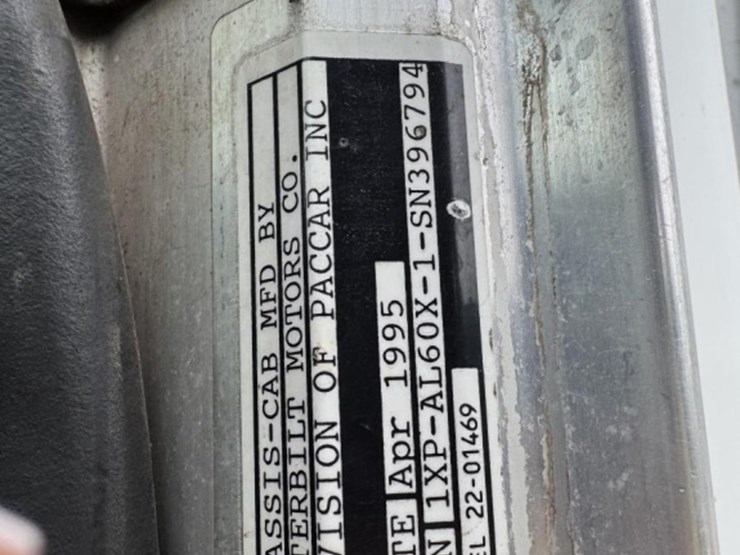 ASSIS-CAB MFD BY
TERBILT MOTORS CO.
VISION OF PACCAR INC
TE Apr 1995
N 1XP-AL60X-1-SN396794
EL 22-01469